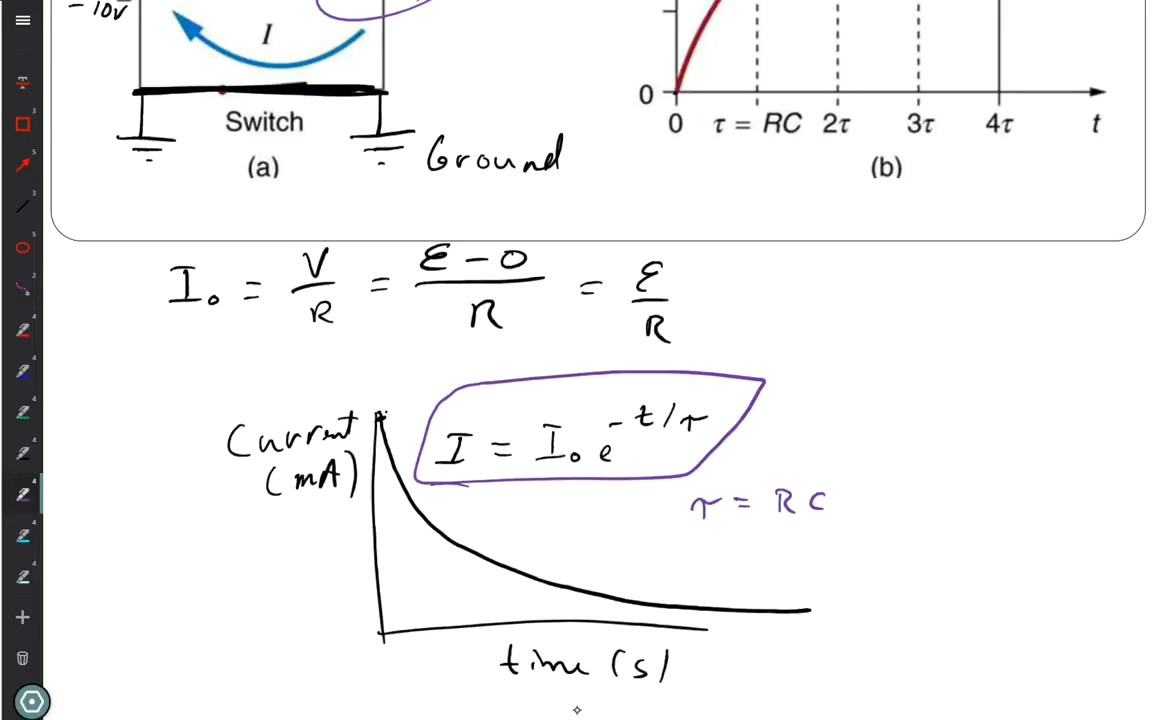 -10V
I
Switch
Ground
(a)
0
0 τ = RC 2τ 3τ 4τ t
(b)
I₀ = V/R = ε - 0/R = ε/R
Current
(mA)
I = I₀ e^-t/τ
τ = RC
time (s)